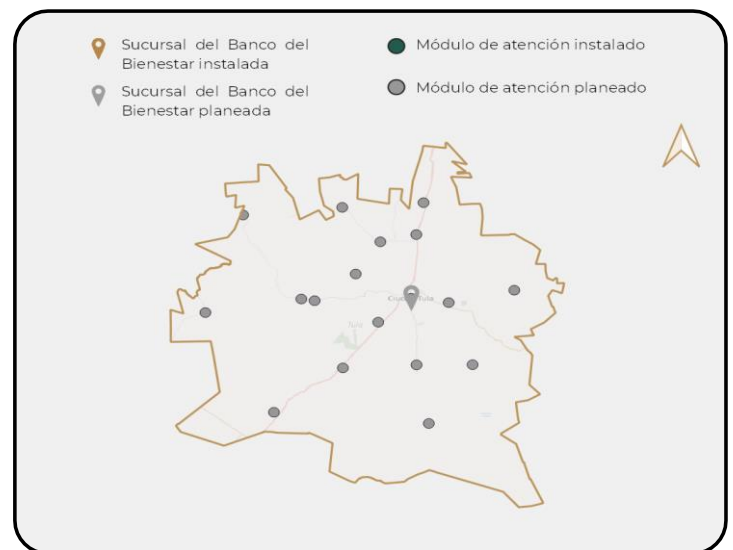 Sucursal del Banco del
Bienestar instalada
Sucursal del Banco del
Bienestar planeada
Módulo de atención instalado
Módulo de atención planeado
Tula